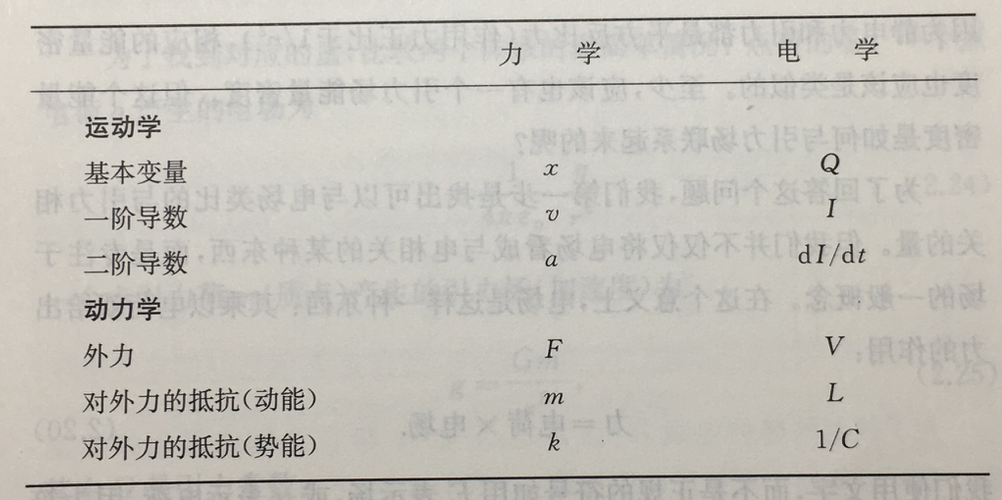 力 学 电 学
运动学
基本变量 x Q
一阶导数 v I
二阶导数 a dI/dt
动力学
外力 F V
对外力的抵抗(动能) m L
对外力的抵抗(势能) k 1/C